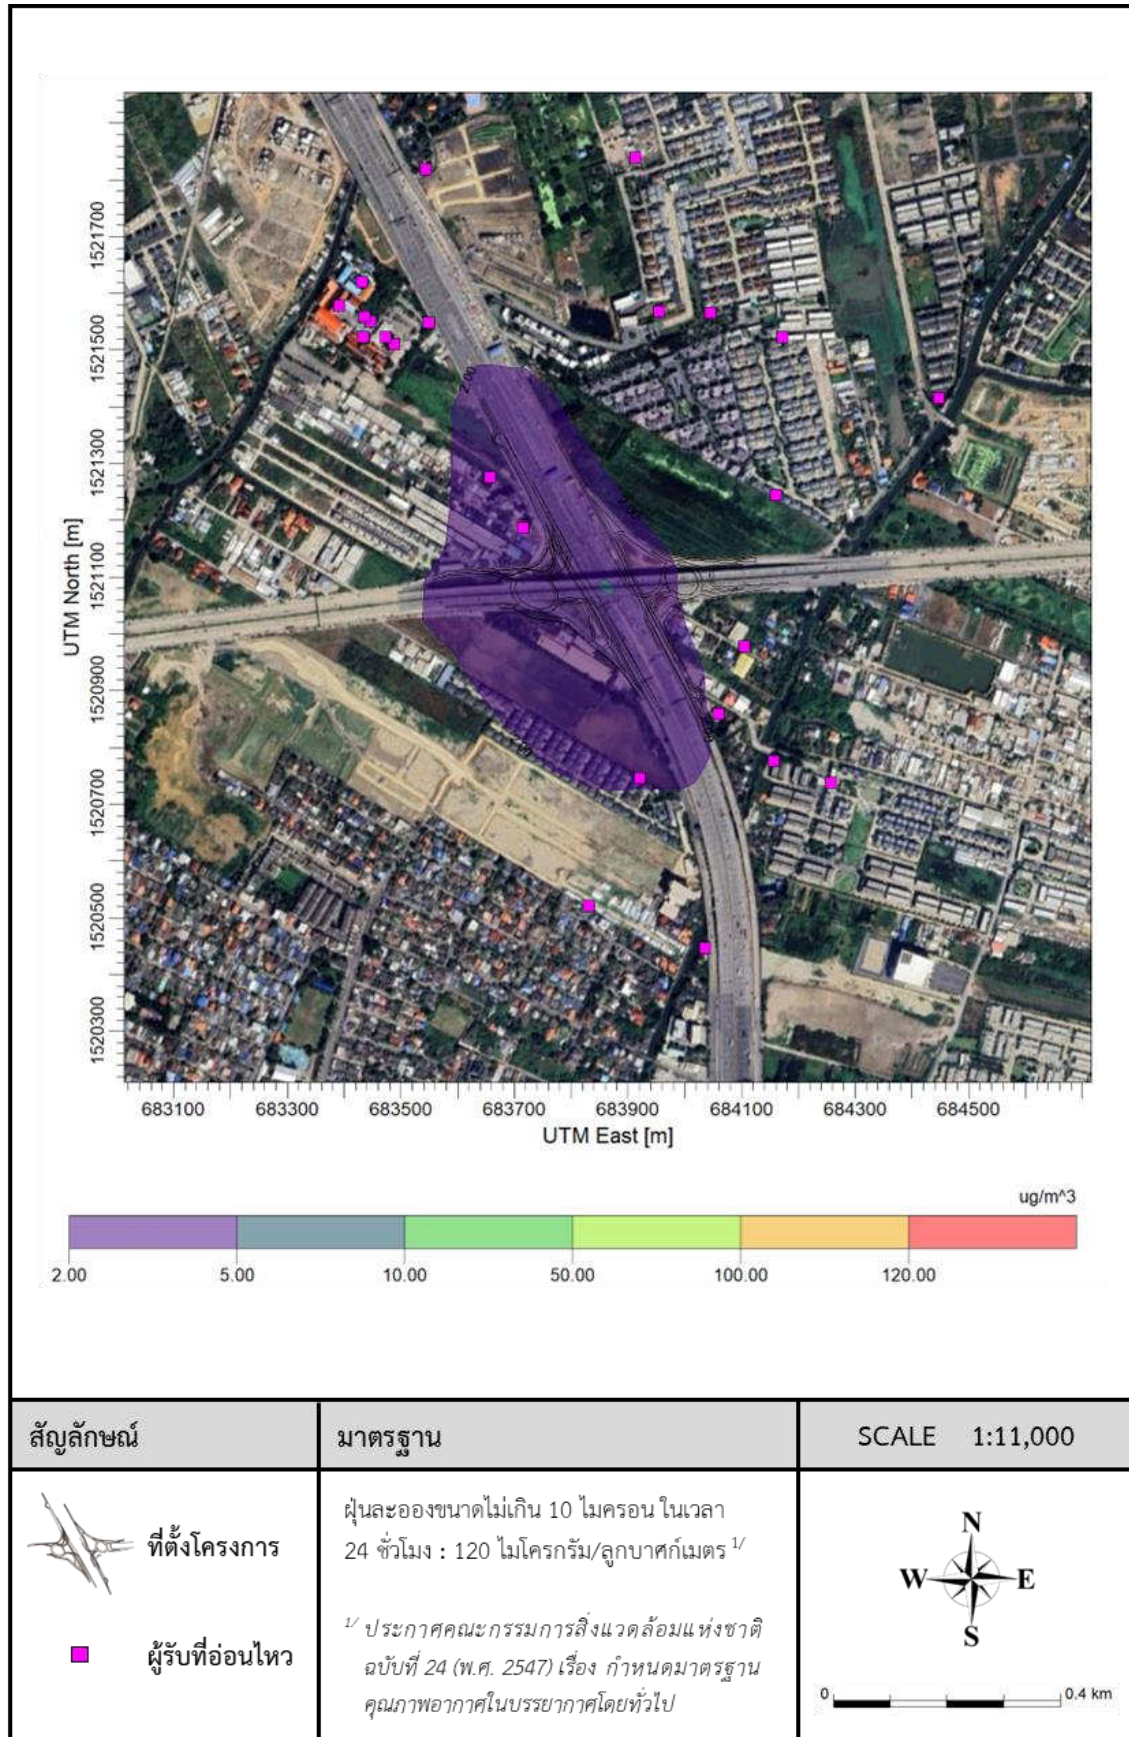 1521700
1521500
1521300
1521100
1520900
1520700
1520500
1520300
UTM North [m]
2.00
683100 683300 683500 683700 683900 684100 684300 684500
UTM East [m]
ug/m^3
2.00 5.00 10.00 50.00 100.00 120.00
สัญลักษณ์
ที่ตั้งโครงการ
ผู้รับที่อ่อนไหว
มาตรฐาน
ฝุ่นละอองขนาดไม่เกิน 10 ไมครอน ในเวลา
24 ชั่วโมง : 120 ไมโครกรัม/ลูกบาศก์เมตร 1/
1/ ประกาศคณะกรรมการสิ่งแวดล้อมแห่งชาติ
ฉบับที่ 24 (พ.ศ. 2547) เรื่อง กำหนดมาตรฐาน
คุณภาพอากาศในบรรยากาศโดยทั่วไป
SCALE 1:11,000
N
W E
S
0 0.4 km